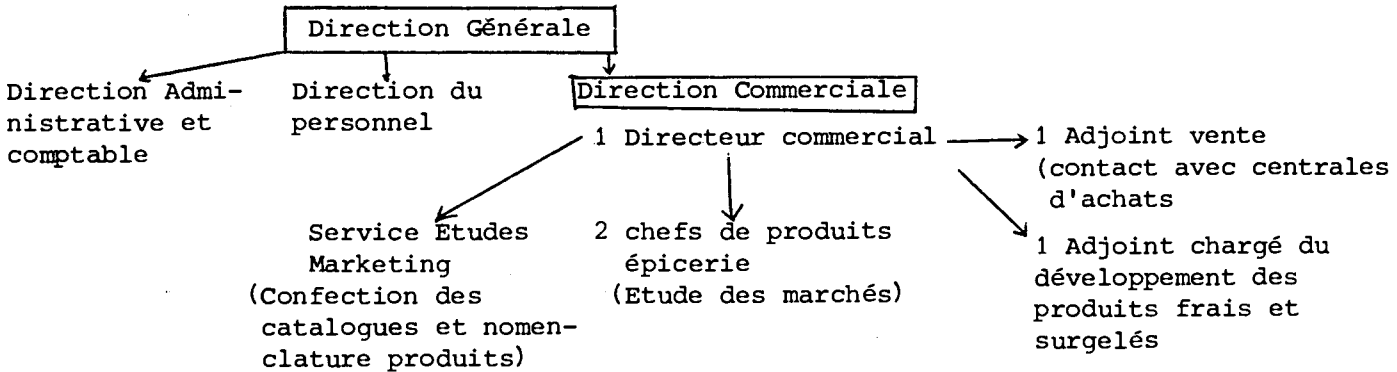 Direction Générale
Direction Admi-
nistrative et
comptable
Direction du
personnel
Direction Commerciale
1 Directeur commercial
1 Adjoint vente
(contact avec centrales
d'achats
Service Etudes
Marketing
(Confection des
catalogues et nomen-
clature produits)
2 chefs de produits
épicerie
(Etude des marchés)
1 Adjoint chargé du
développement des
produits frais et
surgelés